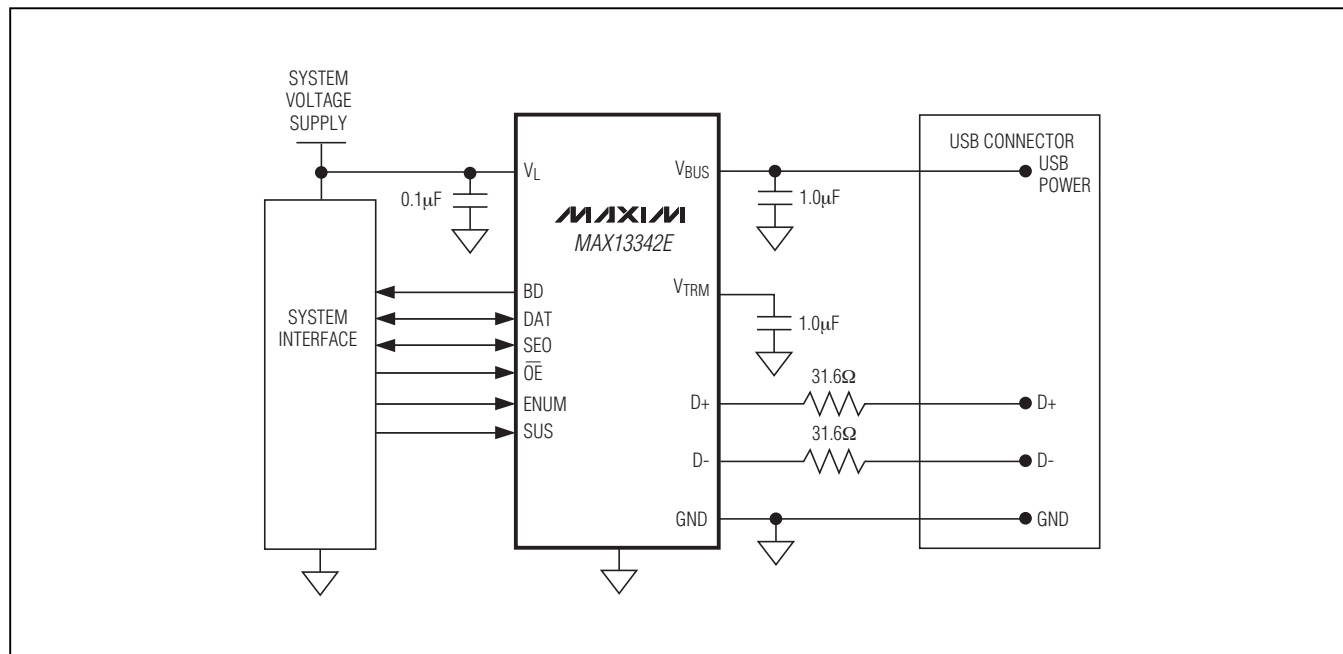 SYSTEM
VOLTAGE
SUPPLY
0.1µF
SYSTEM
INTERFACE
VL
BD
DAT
SEO
OE
ENUM
SUS
MAXIM
MAX13342E
VBUS
VTRM
D+
D-
GND
1.0µF
1.0µF
31.6Ω
31.6Ω
USB CONNECTOR
USB
POWER
D+
D-
GND